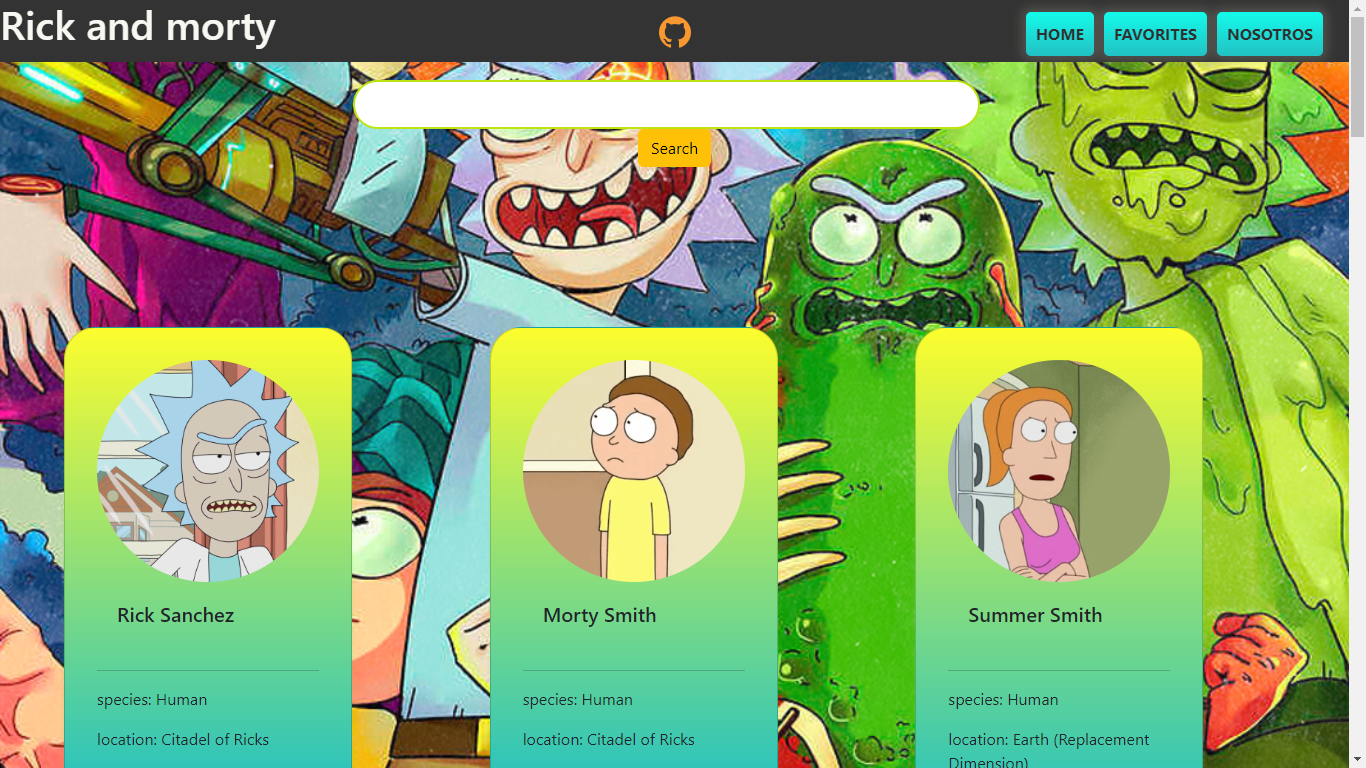 Rick and morty
HOME
FAVORITES
NOSOTROS
Search
Rick Sanchez
species: Human
location: Citadel of Ricks
Morty Smith
species: Human
location: Citadel of Ricks
Summer Smith
species: Human
location: Earth (Replacement
Dimension)